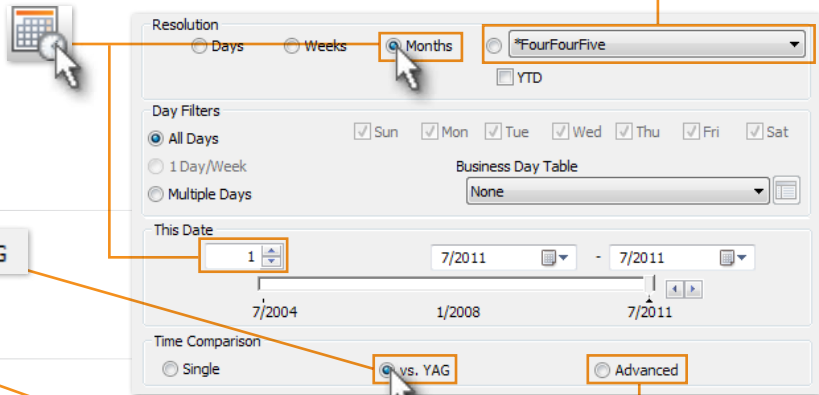 Resolution
Days Weeks Months *FourFourFive
YTD
Day Filters
All Days Sun Mon Tue Wed Thu Fri Sat
1 Day/Week Business Day Table
Multiple Days None
This Date
G
1 7/2011 - 7/2011
7/2004 1/2008 7/2011
Time Comparison
Single vs. YAG Advanced